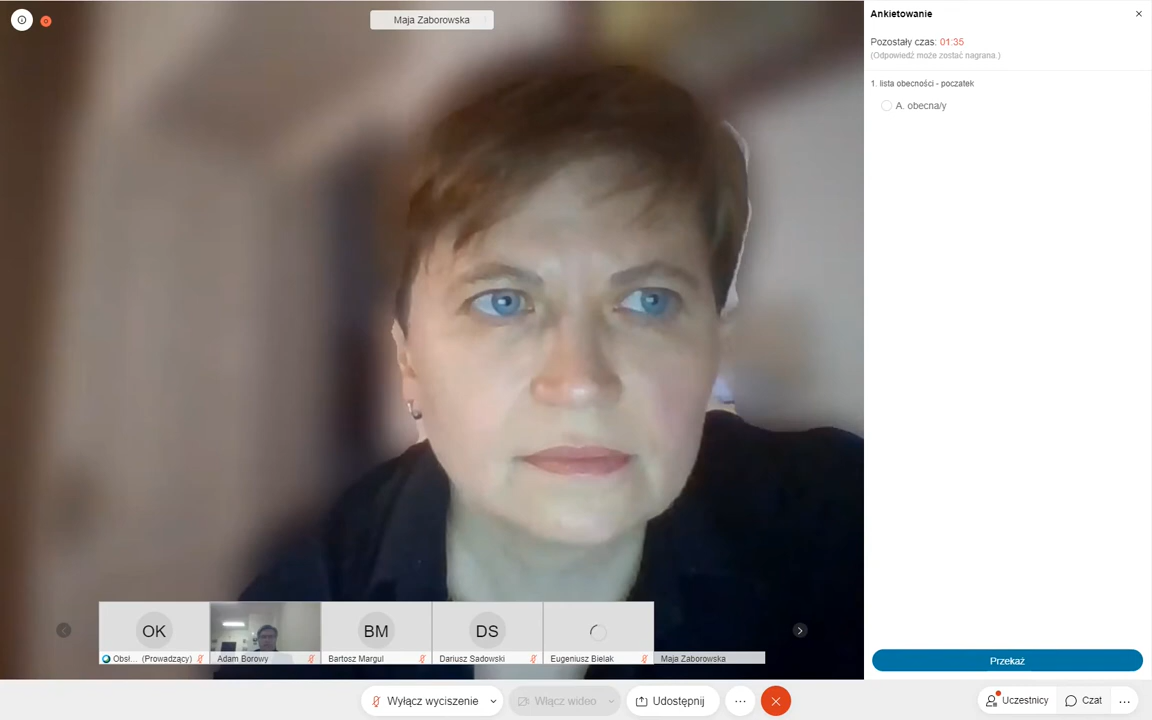 Maja Zaborowska
Ankietowanie
Pozostały czas: 01:35
(Odpowiedź może zostać nagrana )
1. lista obecności - poczatek
A. obecna/y
OK
BM
DS
Obsł... (Prowadzący)
Adam Borowy
Bartosz Margul
Dariusz Sadowski
Eugeniusz Bielak
Maja Zaborowska
Przekaż
Wyłącz wyciszenie
Włącz wideo
Udostępnij
Uczestnicy
Czat